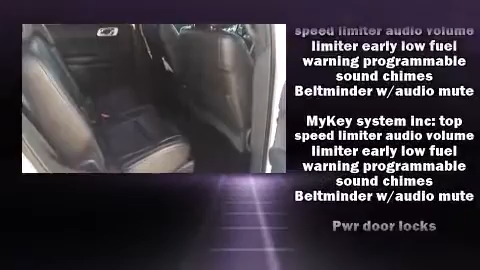 speed limiter audio volume
limiter early low fuel
warning programmable
sound chimes
Beltminder w/audio mute
MyKey system inc: top
speed limiter audio volume
limiter early low fuel
warning programmable
sound chimes
Beltminder w/audio mute
Pwr door locks